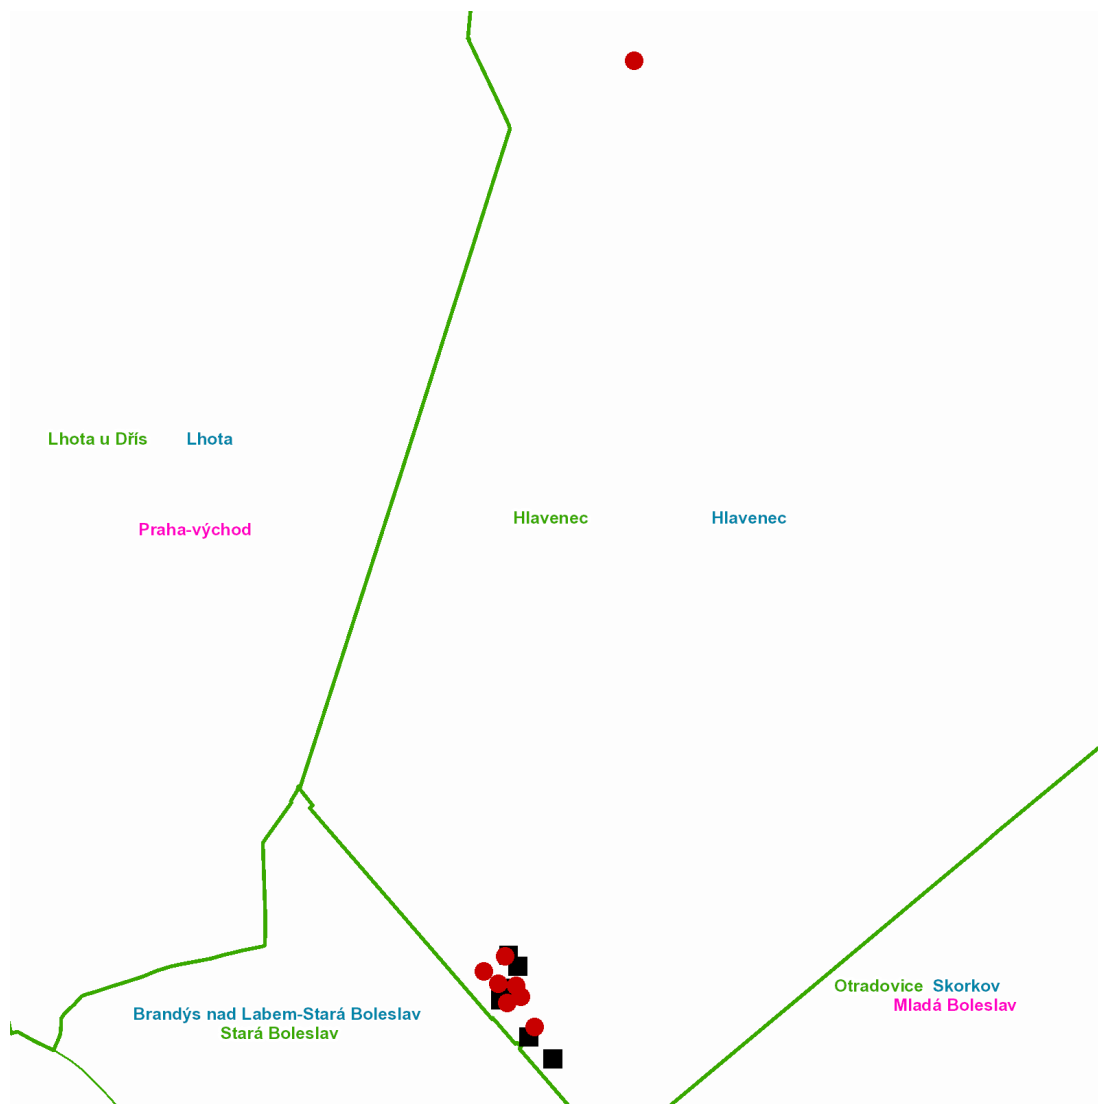 Lhota u Dřís Lhota
Praha-východ
Hlavenec Hlavenec
Otradovice Skorkov
Mladá Boleslav
Brandýs nad Labem-Stará Boleslav
Stará Boleslav